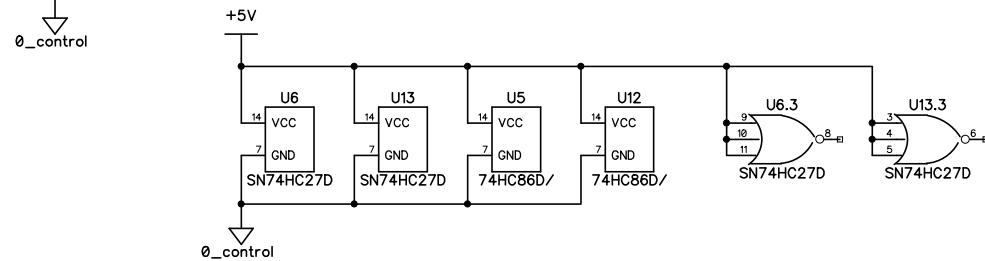 +5V
0_control
U6
U13
U5
U12
U6.3
U13.3
14 VCC
14 VCC
14 VCC
14 VCC
9
10
11
8
3
4
5
6
7 GND
7 GND
7 GND
7 GND
SN74HC27D
SN74HC27D
74HC86D/
74HC86D/
SN74HC27D
SN74HC27D
0_control